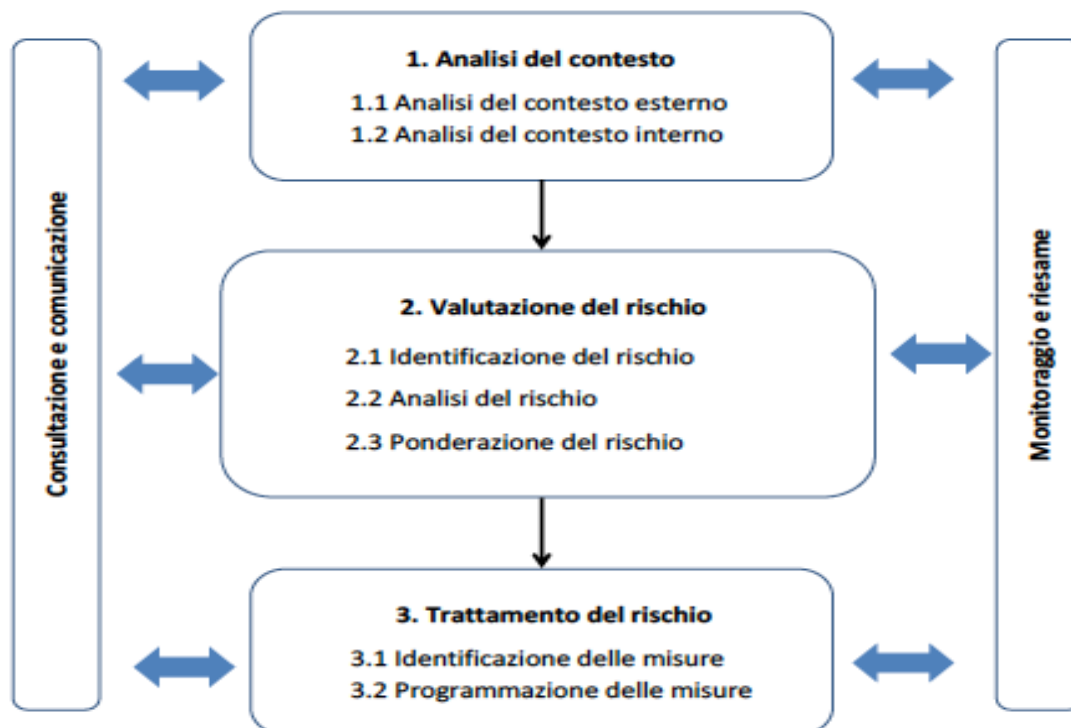 Consultazione e comunicazione
1. Analisi del contesto
1.1 Analisi del contesto esterno
1.2 Analisi del contesto interno
2. Valutazione del rischio
2.1 Identificazione del rischio
2.2 Analisi del rischio
2.3 Ponderazione del rischio
3. Trattamento del rischio
3.1 Identificazione delle misure
3.2 Programmazione delle misure
Monitoraggio e riesame